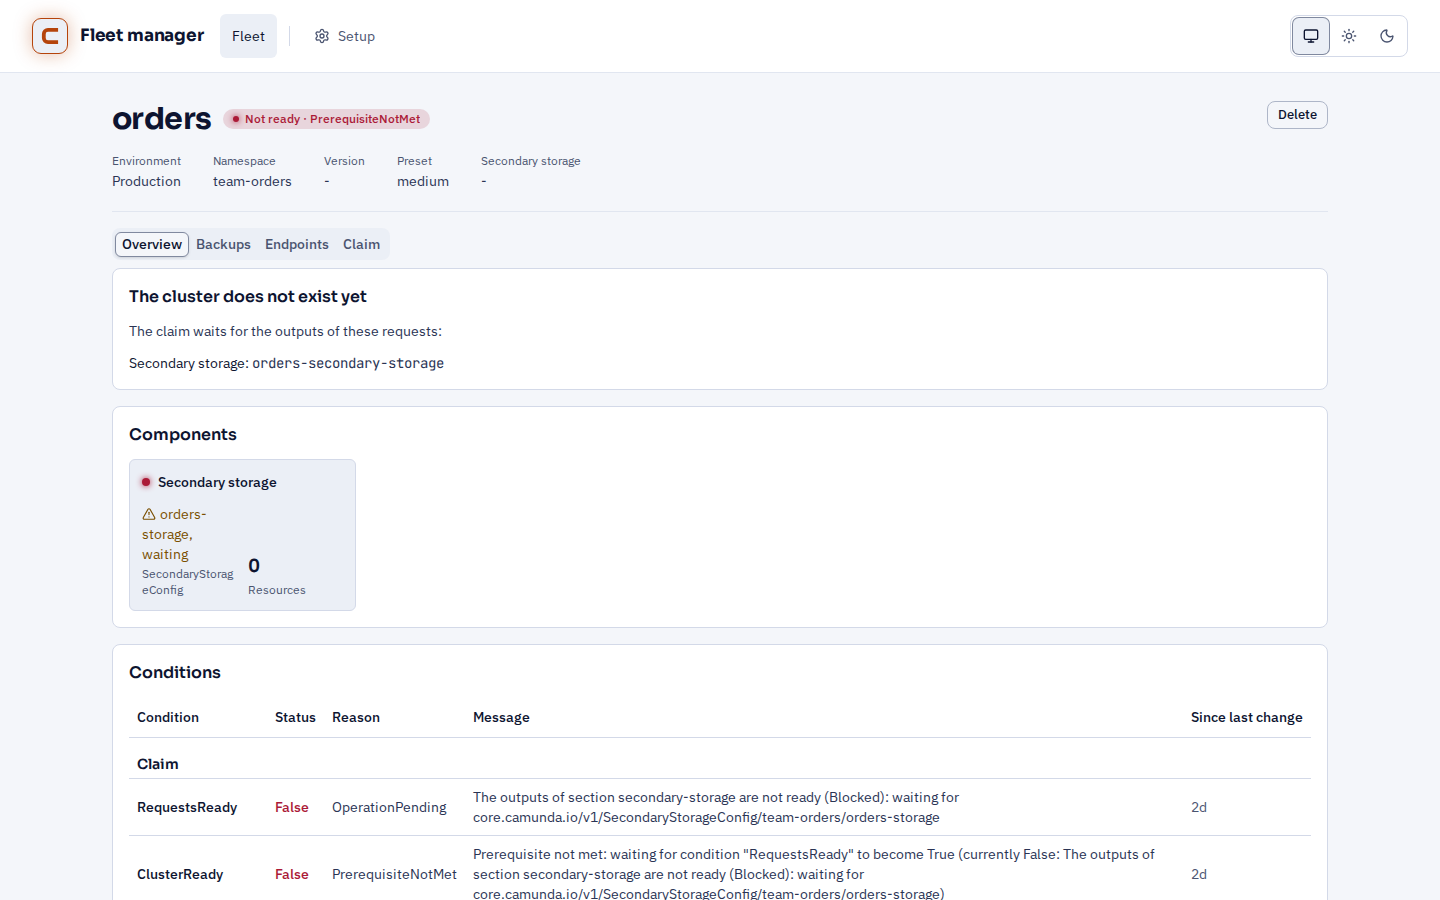 Fleet manager
Fleet
Setup
orders
Not ready · PrerequisiteNotMet
Delete
Environment
Namespace
Version
Preset
Secondary storage
Production
team-orders
-
medium
-
Overview
Backups
Endpoints
Claim
The cluster does not exist yet
The claim waits for the outputs of these requests:
Secondary storage: orders-secondary-storage
Components
Secondary storage
orders-
storage,
waiting
SecondaryStorag
eConfig
0
Resources
Conditions
Condition
Status
Reason
Message
Since last change
Claim
RequestsReady
False
OperationPending
The outputs of section secondary-storage are not ready (Blocked): waiting for
core.camunda.io/v1/SecondaryStorageConfig/team-orders/orders-storage
2d
ClusterReady
False
PrerequisiteNotMet
Prerequisite not met: waiting for condition "RequestsReady" to become True (currently False: The outputs of
section secondary-storage are not ready (Blocked): waiting for
core.camunda.io/v1/SecondaryStorageConfig/team-orders/orders-storage)
2d